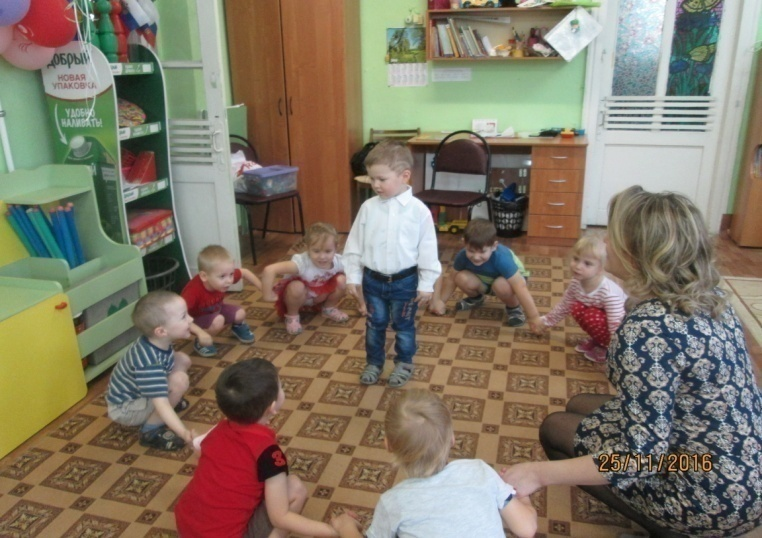 ДОБРЫЙ
НОВАЯ
УПАКОВКА
УДОБНО
НАЛИВАТЬ!
25/11/2016